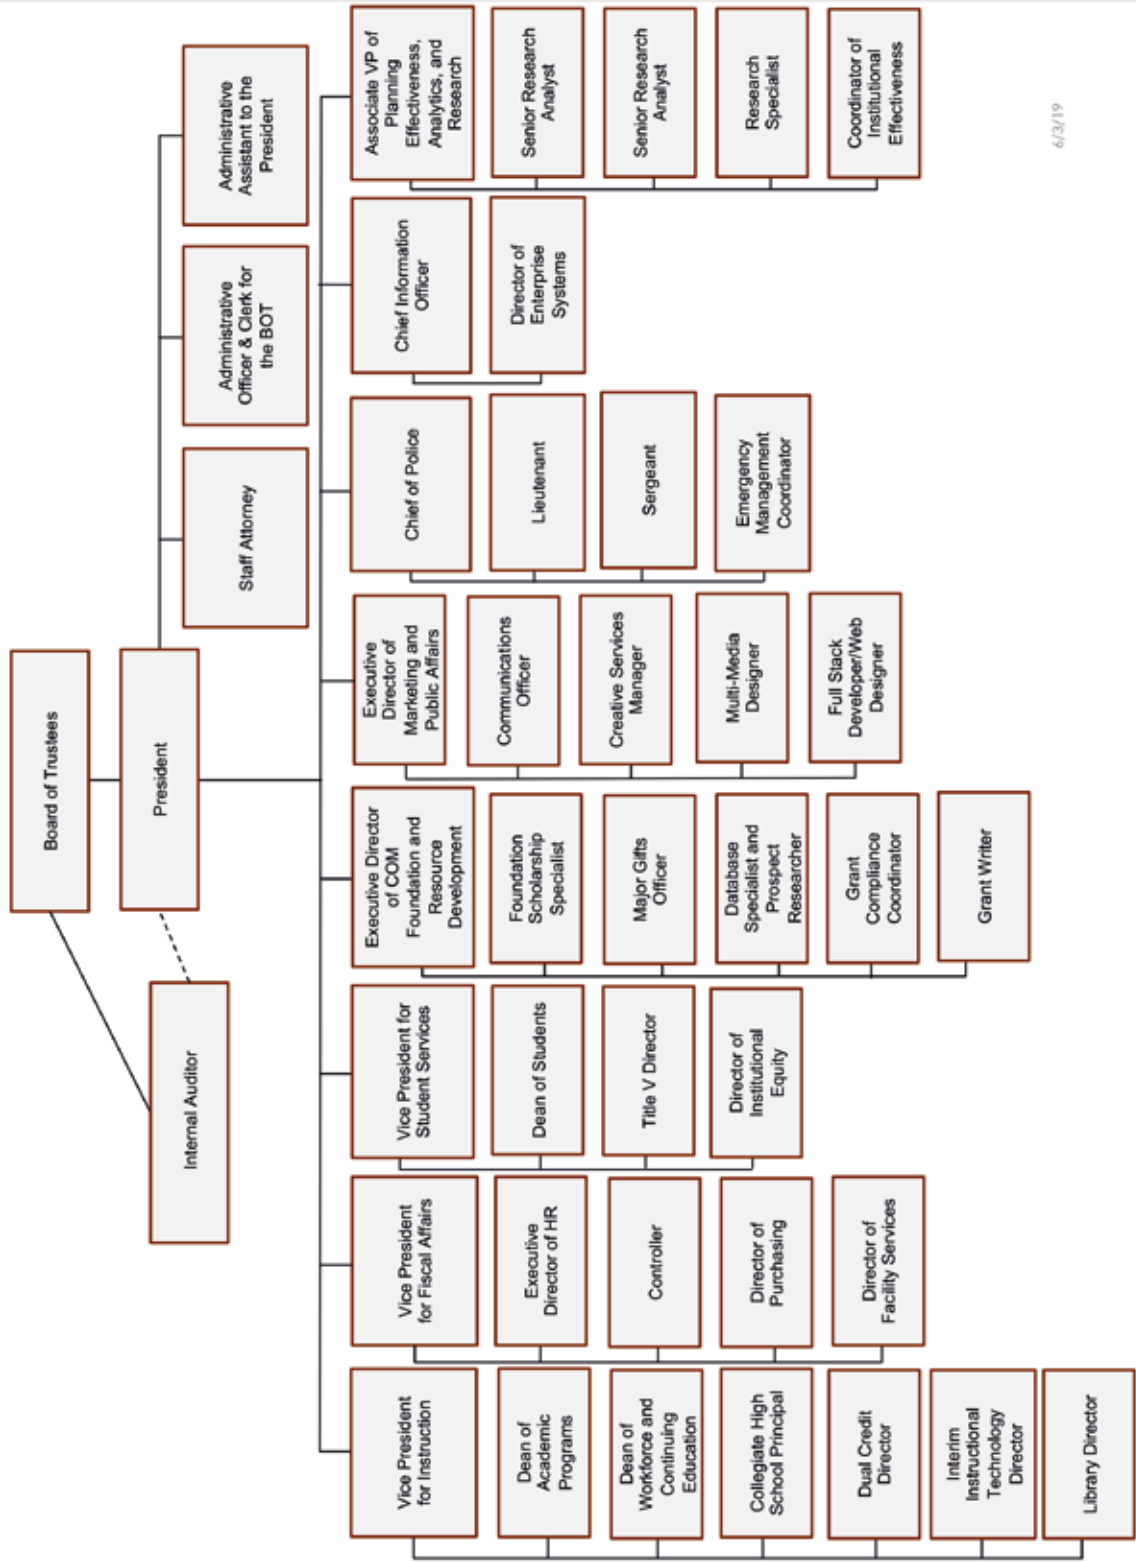 Board of Trustees
Internal Auditor
President
Staff Attorney
Administrative
Officer & Clerk for
the BOT
Administrative
Assistant to the
President
Vice President
for Instruction
Dean of
Academic
Programs
Dean of
Workforce and
Continuing
Education
Collegiate High
School Principal
Dual Credit
Director
Interim
Instructional
Technology
Director
Library Director
Vice President
for Fiscal Affairs
Executive
Director of HR
Controller
Director of
Purchasing
Director of
Facility Services
Vice President for
Student Services
Dean of Students
Title V Director
Director of
Institutional
Equity
Executive Director
of COM
Foundation and
Resource
Development
Foundation
Scholarship
Specialist
Major Gifts
Officer
Database
Specialist and
Prospect
Researcher
Grant
Compliance
Coordinator
Grant Writer
Executive
Director of
Marketing and
Public Affairs
Communications
Officer
Creative Services
Manager
Multi-Media
Designer
Full Stack
Developer/Web
Designer
Chief of Police
Lieutenant
Sergeant
Emergency
Management
Coordinator
Chief Information
Officer
Director of
Enterprise
Systems
Associate VP of
Planning
Effectiveness,
Analytics, and
Research
Senior Research
Analyst
Senior Research
Analyst
Research
Specialist
Coordinator of
Institutional
Effectiveness
6/3/19